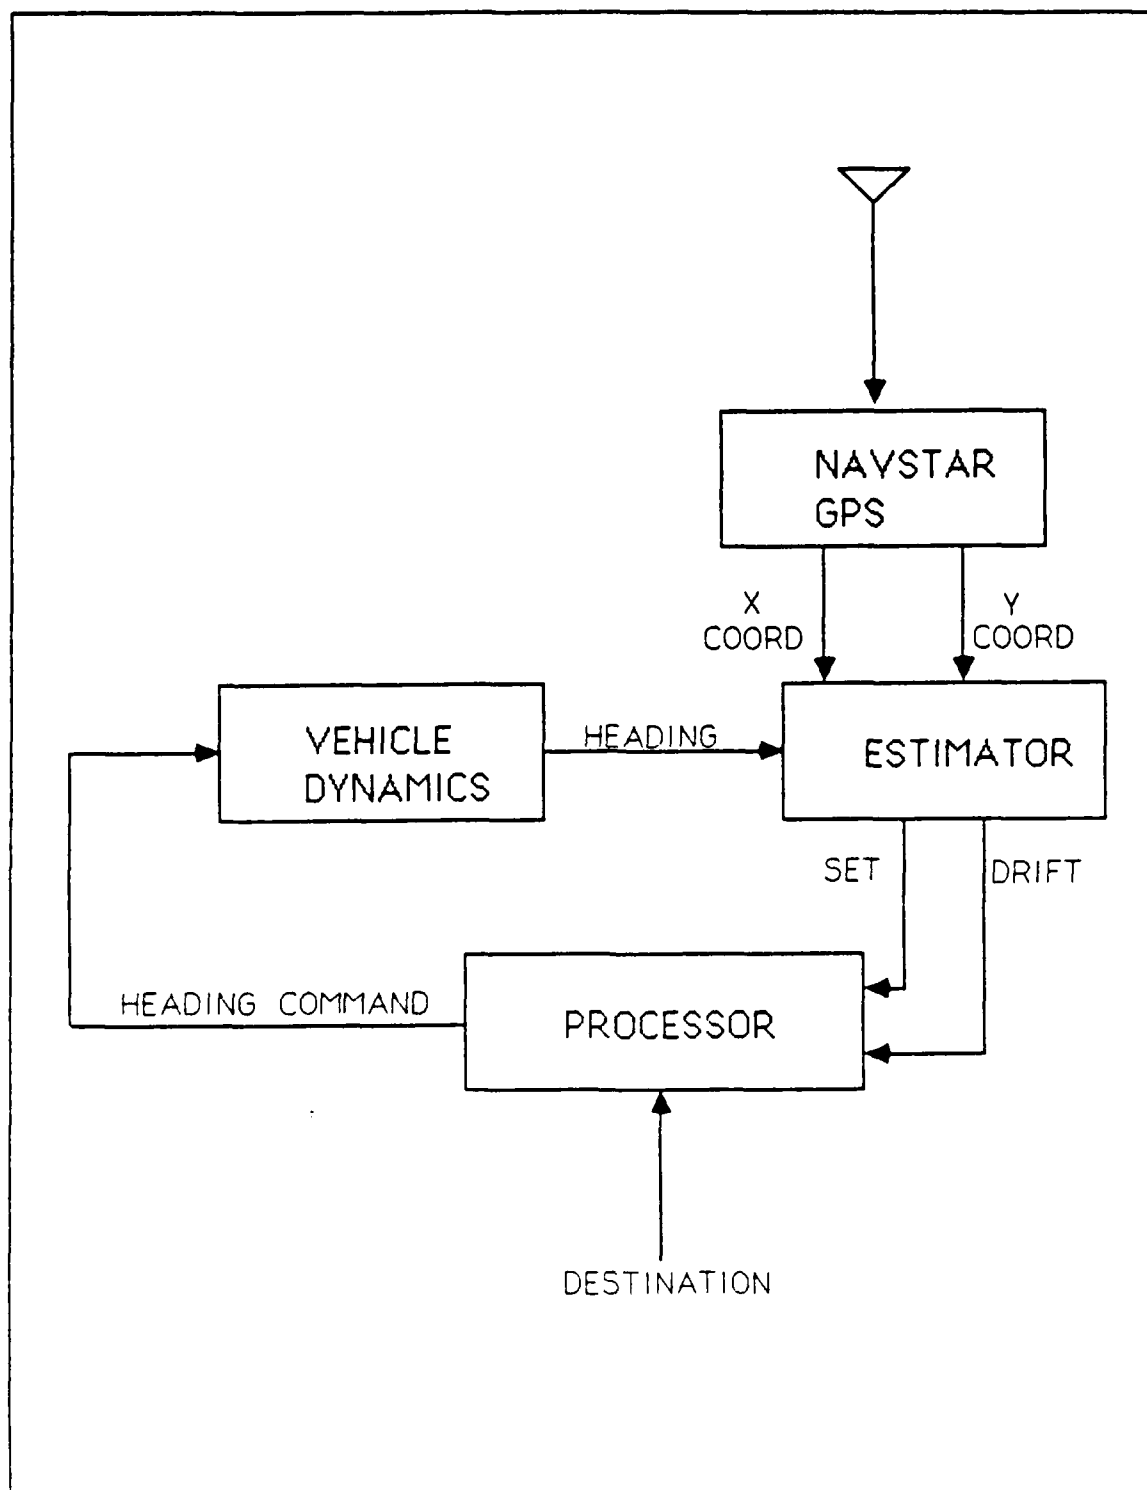 NAVSTAR
GPS
X
COORD
Y
COORD
VEHICLE
DYNAMICS
HEADING
ESTIMATOR
SET
DRIFT
HEADING COMMAND
PROCESSOR
DESTINATION